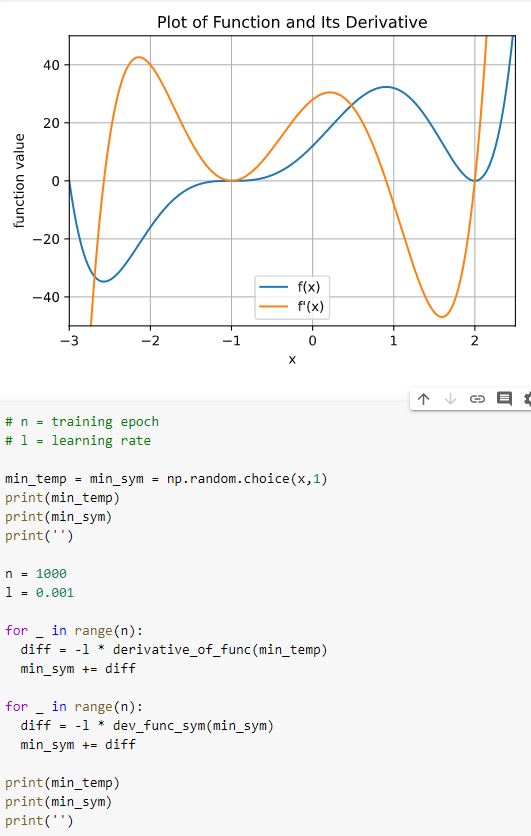 Plot of Function and Its Derivative
40
20
0
−20
−40
function value
−3 −2 −1 0 1 2
x
f(x)
f'(x)
# n = training epoch
# l = learning rate
min_temp = min_sym = np.random.choice(x,1)
print(min_temp)
print(min_sym)
print('')
n = 1000
l = 0.001
for _ in range(n):
diff = -l * derivative_of_func(min_temp)
min_sym += diff
for _ in range(n):
diff = -l * dev_func_sym(min_sym)
min_sym += diff
print(min_temp)
print(min_sym)
print('')